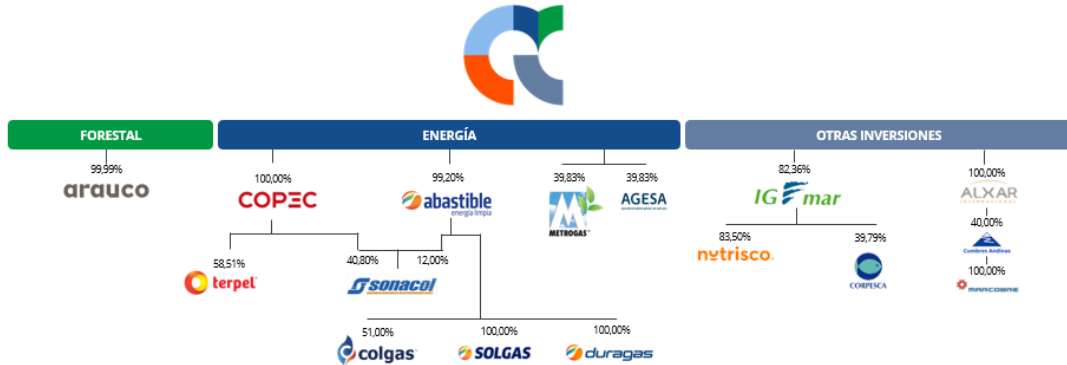 FORESTAL
ENERGÍA
OTRAS INVERSIONES
99,99%
arauco
100,00%
COPEC
99,20%
abastible
energía limpia
39,83%
METROGAS
39,83%
AGESA
82,36%
IG mar
100,00%
ALXAR
INTERNACIONAL
58,51%
terpel
40,80%
12,00%
sonacol
83,50%
nutrisco
39,79%
CORPESCA
40,00%
Cumbres Andinas
100,00%
MARCOBRE
51,00%
colgas
100,00%
SOLGAS
100,00%
duragas